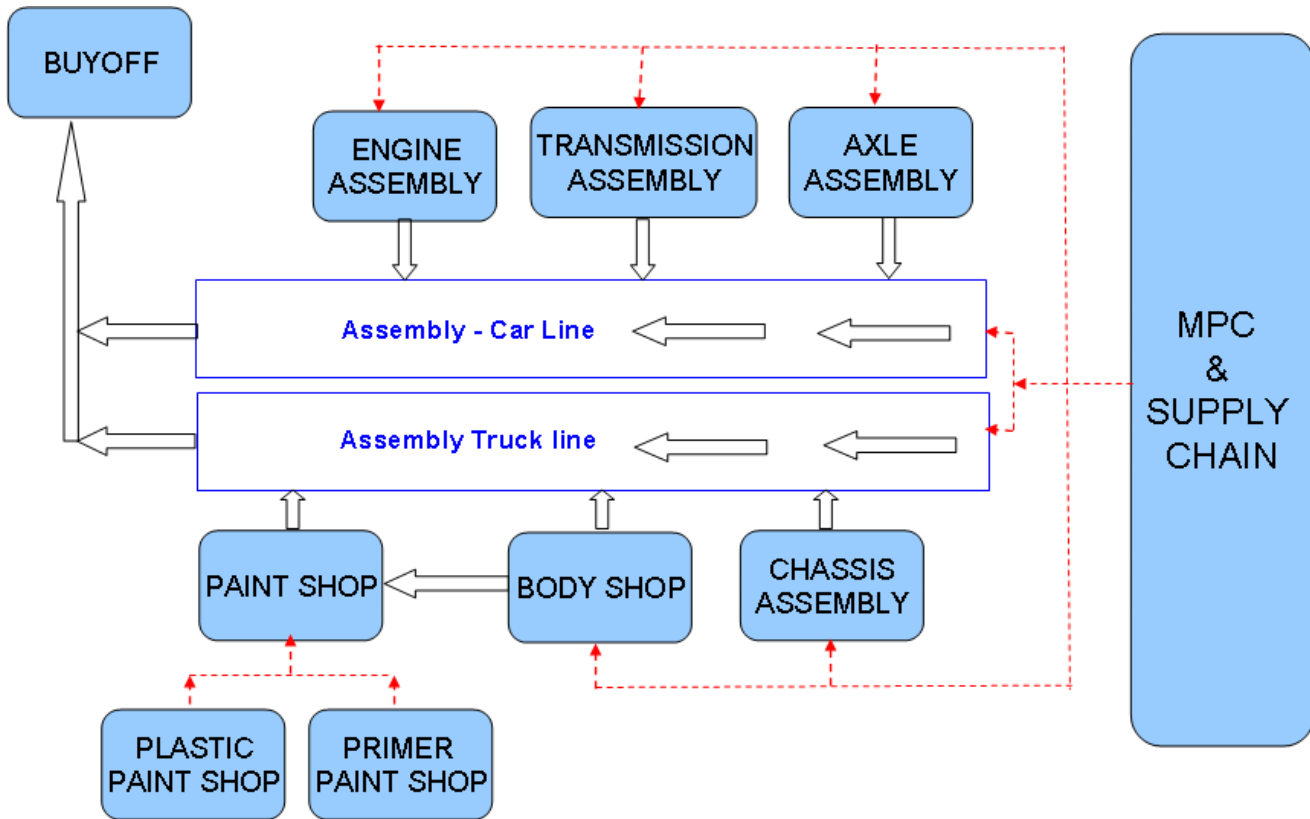 BUYOFF
ENGINE
ASSEMBLY
TRANSMISSION
ASSEMBLY
AXLE
ASSEMBLY
Assembly - Car Line
Assembly Truck line
MPC
&
SUPPLY
CHAIN
PAINT SHOP
BODY SHOP
CHASSIS
ASSEMBLY
PLASTIC
PAINT SHOP
PRIMER
PAINT SHOP